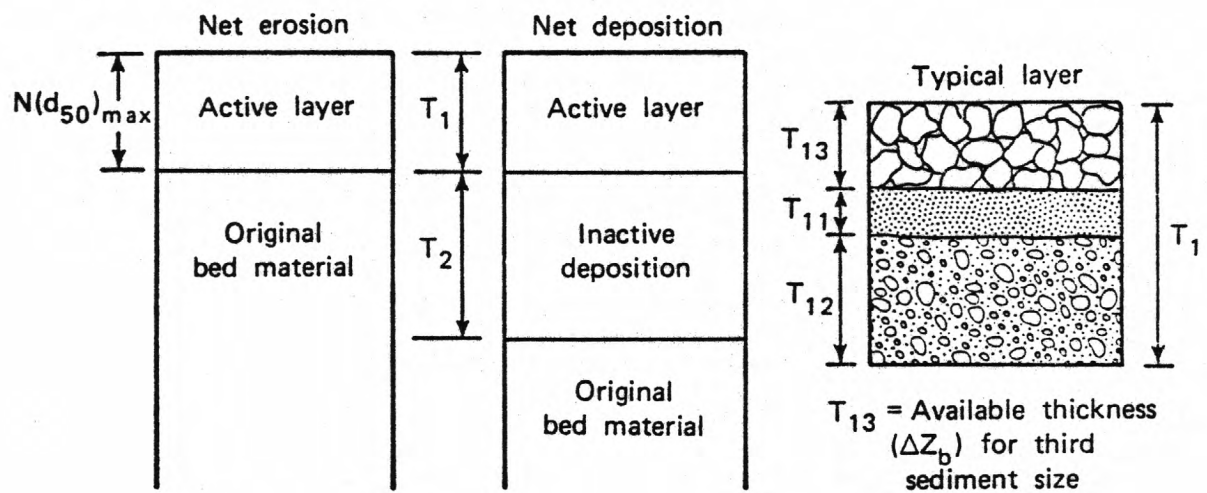 Net erosion
N(d50)max
Active layer
Original
bed material
Net deposition
T1
Active layer
T2
Inactive
deposition
Original
bed material
Typical layer
T13
T11
T12
T1
T13 = Available thickness
(ΔZb) for third
sediment size